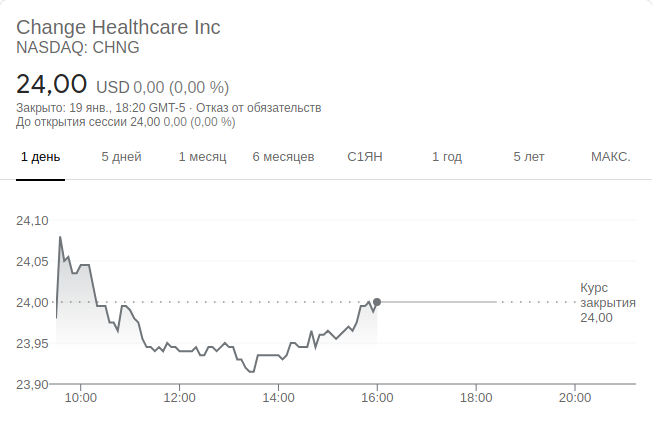 Change Healthcare Inc
NASDAQ: CHNG
24,00 USD 0,00 (0,00 %)
Закрыто: 19 янв., 18:20 GMT-5 · Отказ от обязательств
До открытия сессии 24,00 0,00 (0,00 %)
1 день 5 дней 1 месяц 6 месяцев С1ЯН 1 год 5 лет МАКС.
24,10
24,05
24,00
23,95
23,90
Курс
закрытия
24,00
10:00 12:00 14:00 16:00 18:00 20:00